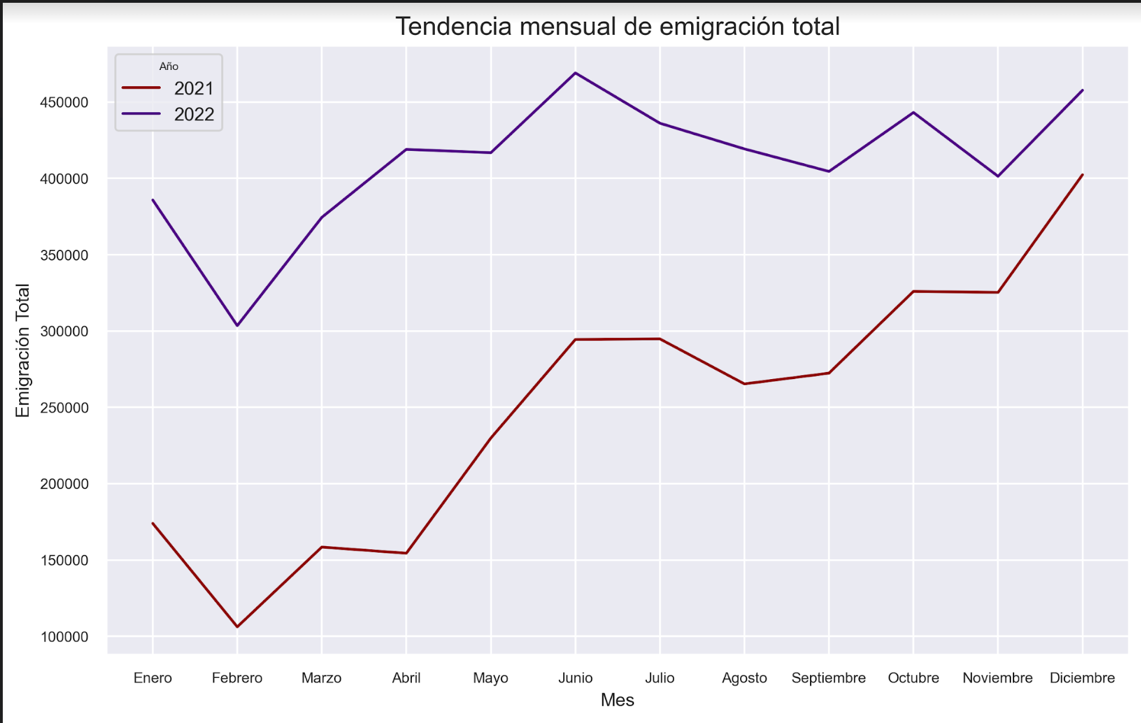 Tendencia mensual de emigración total
Año
2021
2022
Emigración Total
450000
400000
350000
300000
250000
200000
150000
100000
Enero Febrero Marzo Abril Mayo Junio Julio Agosto Septiembre Octubre Noviembre Diciembre
Mes